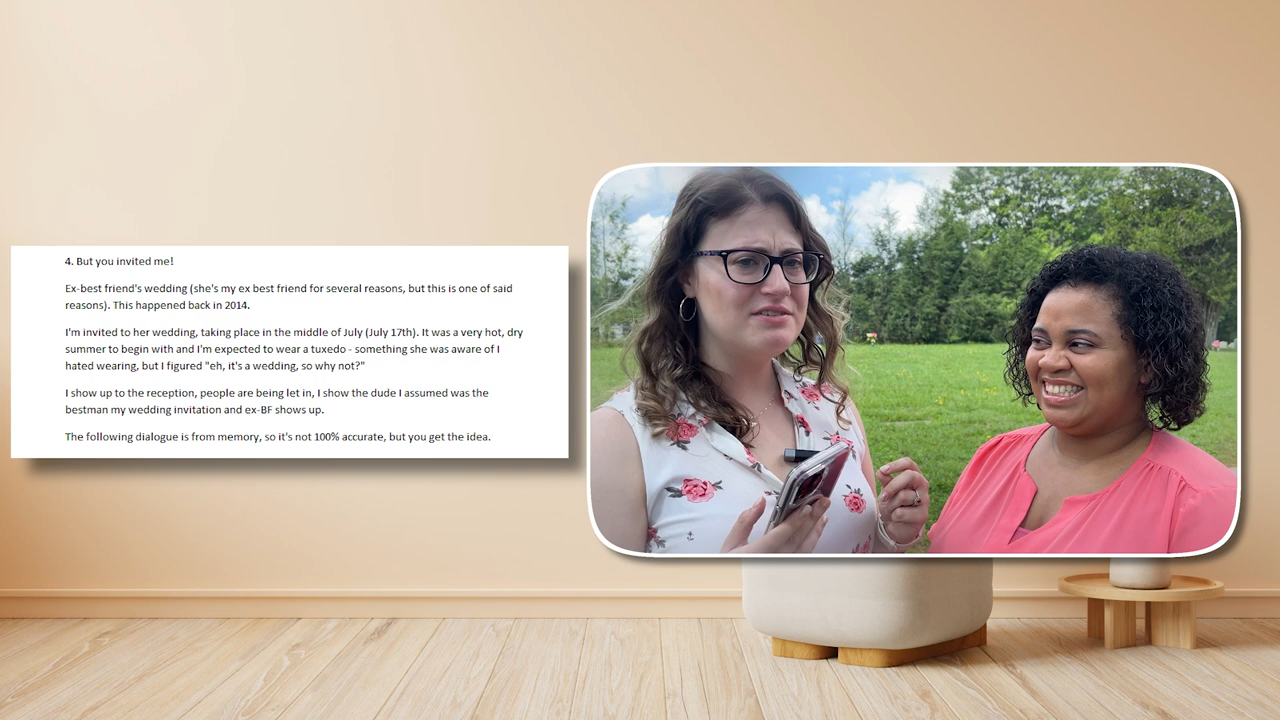 4. But you invited me!
Ex-best friend's wedding (she's my ex best friend for several reasons, but this is one of said
reasons). This happened back in 2014.
I'm invited to her wedding, taking place in the middle of July (July 17th). It was a very hot, dry
summer to begin with and I'm expected to wear a tuxedo - something she was aware of I
hated wearing, but I figured "eh, it's a wedding, so why not?"
I show up to the reception, people are being let in, I show the dude I assumed was the
bestman my wedding invitation and ex-BF shows up.
The following dialogue is from memory, so it's not 100% accurate, but you get the idea.